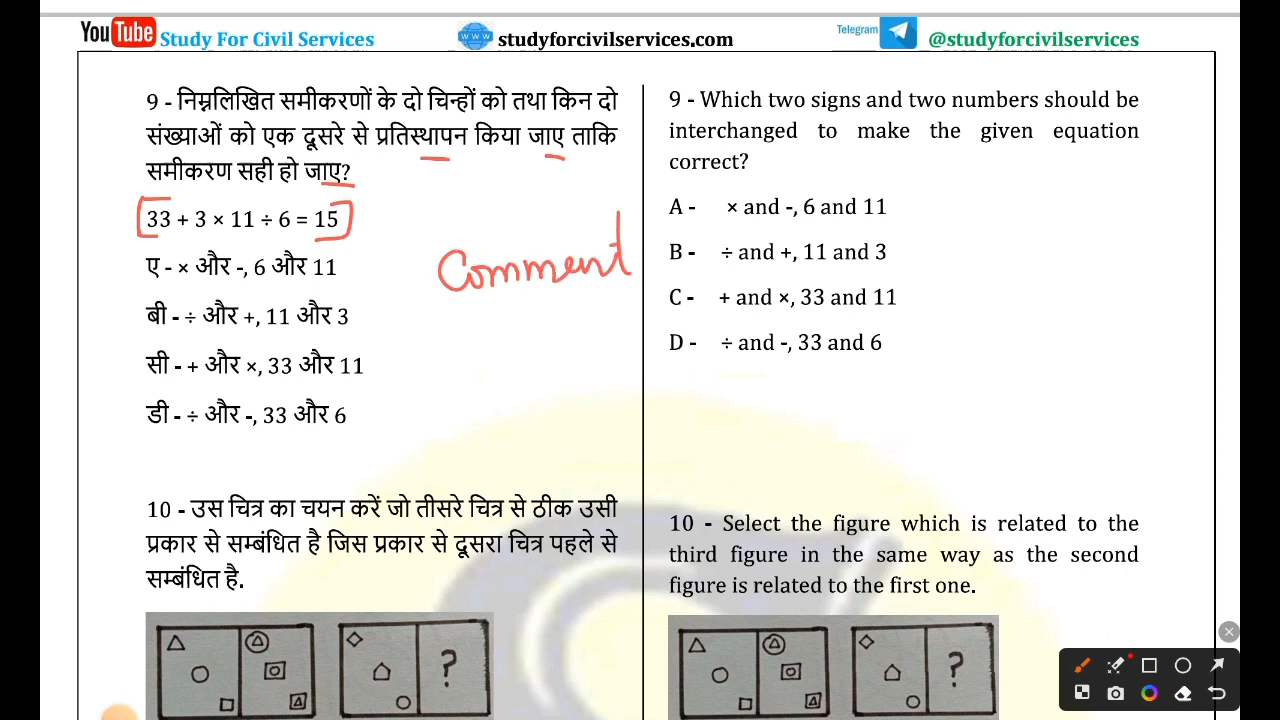 YouTube Study For Civil Services
www studyforcivilservices.com
Telegram @studyforcivilservices
9 - निम्नलिखित समीकरणों के दो चिन्हों को तथा किन दो
संख्याओं को एक दूसरे से प्रतिस्थापन किया जाए ताकि
समीकरण सही हो जाए?
33 + 3 × 11 ÷ 6 = 15
ए - × और -, 6 और 11
बी - ÷ और +, 11 और 3
सी - + और ×, 33 और 11
डी - ÷ और -, 33 और 6
Comment
10 - उस चित्र का चयन करें जो तीसरे चित्र से ठीक उसी
प्रकार से सम्बंधित है जिस प्रकार से दूसरा चित्र पहले से
सम्बंधित है.
?
9 - Which two signs and two numbers should be
interchanged to make the given equation
correct?
A - × and -, 6 and 11
B - ÷ and +, 11 and 3
C - + and ×, 33 and 11
D - ÷ and -, 33 and 6
10 - Select the figure which is related to the
third figure in the same way as the second
figure is related to the first one.
?